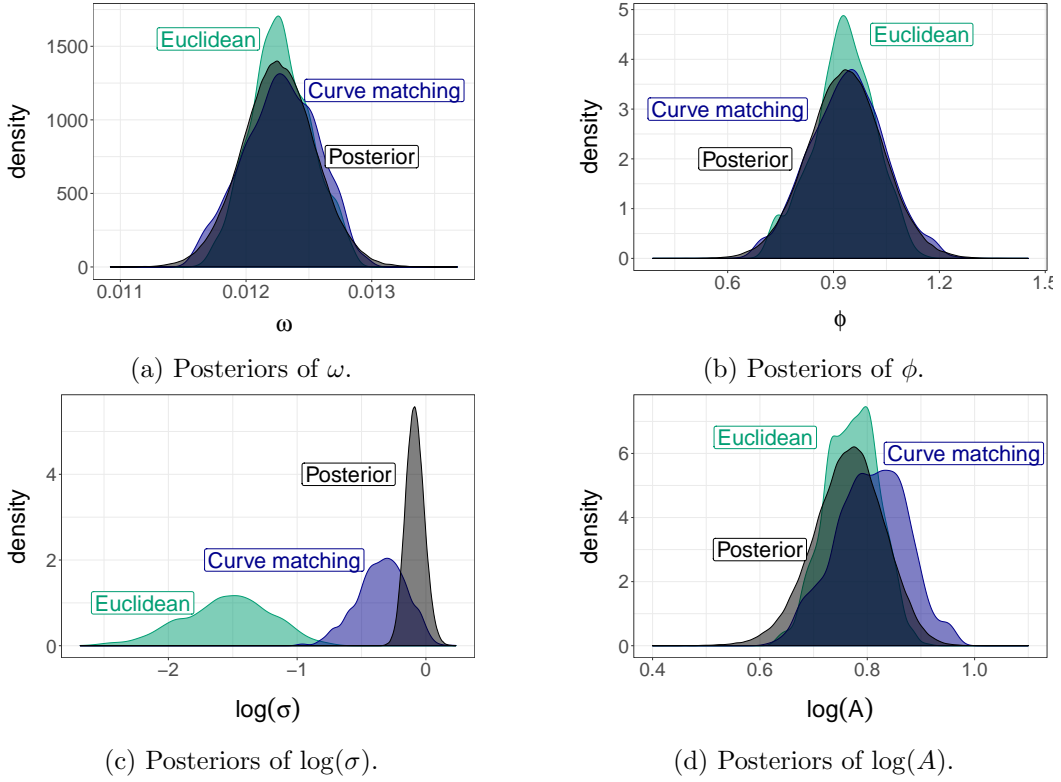 density
1500
1000
500
0
Euclidean
Curve matching
Posterior
0.011 0.012 0.013
ω
(a) Posteriors of ω.
density
5
4
3
2
1
0
Euclidean
Curve matching
Posterior
0.6 0.9 1.2 1.5
ϕ
(b) Posteriors of ϕ.
density
4
2
0
Posterior
Curve matching
Euclidean
−2 −1 0
log(σ)
(c) Posteriors of log(σ).
density
6
4
2
0
Euclidean
Curve matching
Posterior
0.4 0.6 0.8 1.0
log(A)
(d) Posteriors of log(A).